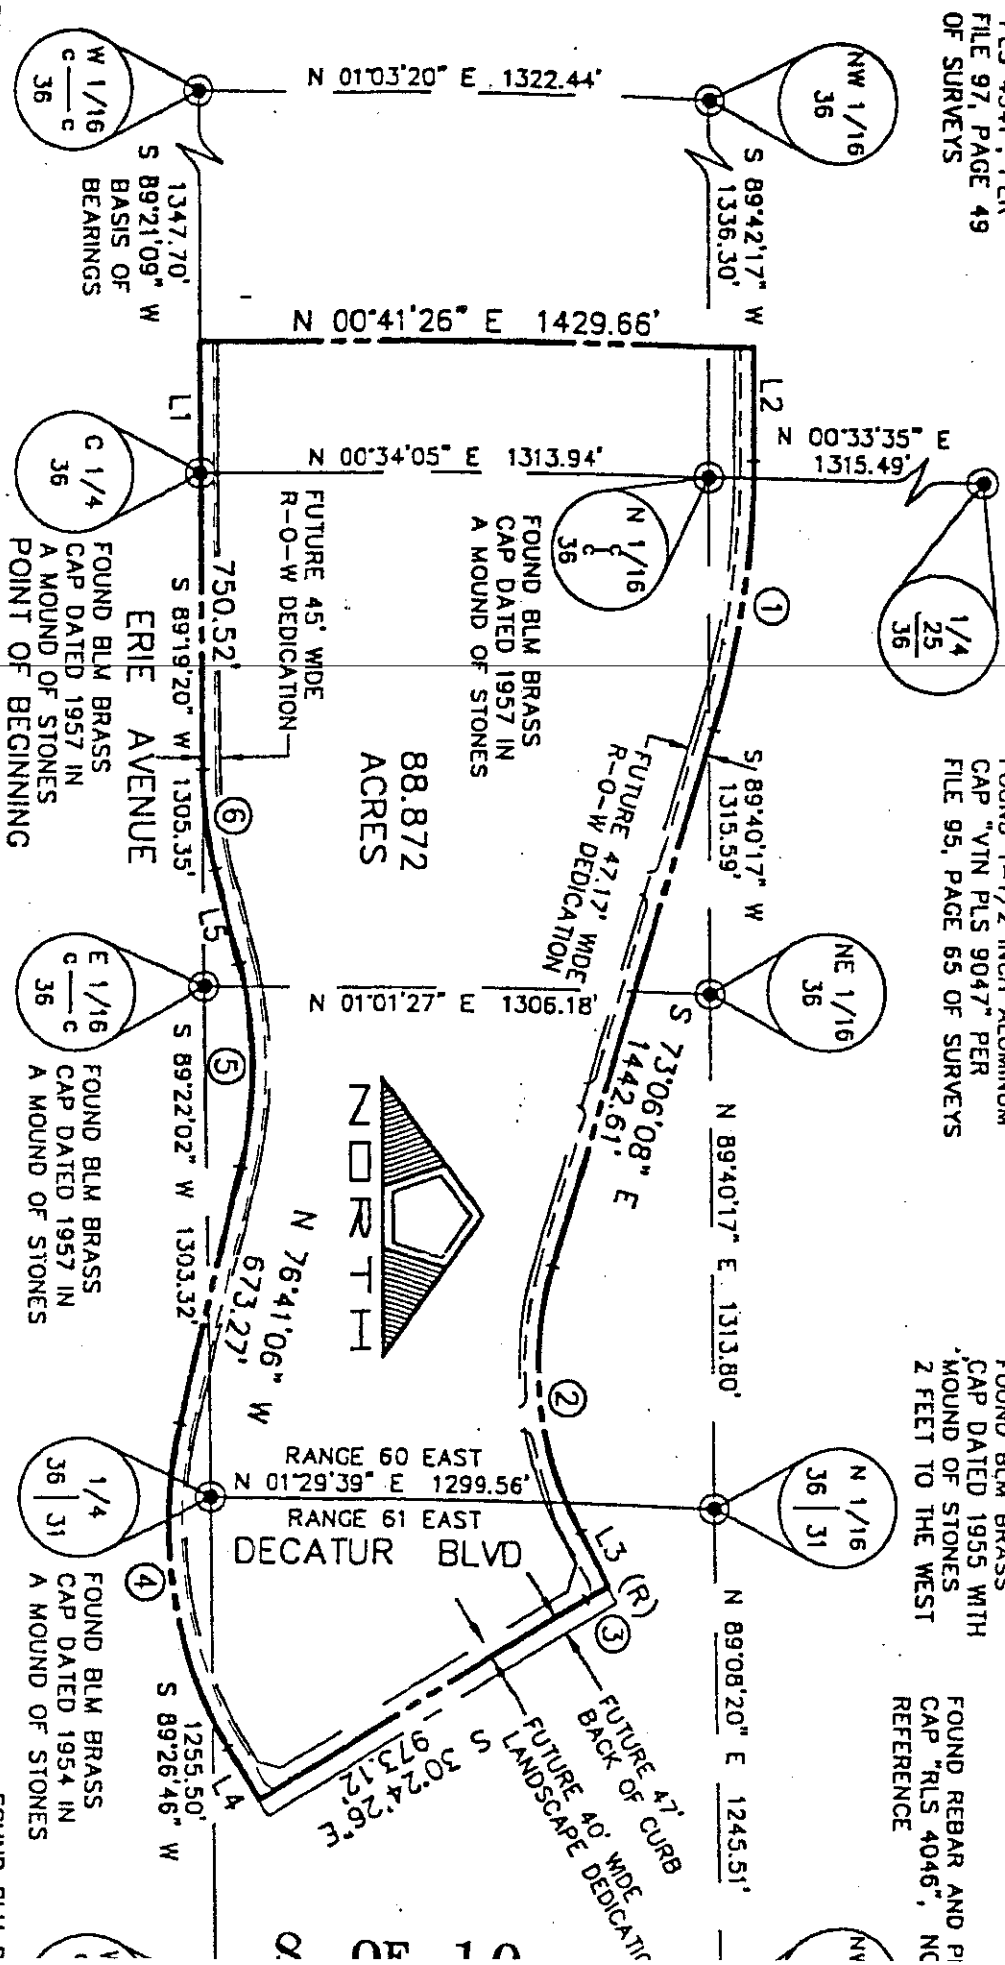 FILE 97, PAGE 49
OF SURVEYS
NW 1/16
36
N 01°03'20" E 1322.44'
W 1/16
c — c
36
S 89°42'17" W
1336.30'
1347.70'
S 89°21'09" W
BASIS OF
BEARINGS
N 00°41'26" E 1429.66'
L2
L1
N 00°33'35" E
1315.49'
1/4
25
36
N 00°34'05" E 1313.94'
C 1/4
36
N 1/16
c
c
36
FOUND BLM BRASS
CAP DATED 1957 IN
A MOUND OF STONES
1
FUTURE 45' WIDE
R-O-W DEDICATION
750.52'
S 89°19'20" W 1305.35'
FOUND BLM BRASS
CAP DATED 1957 IN
A MOUND OF STONES
POINT OF BEGINNING
ERIE AVENUE
88.872
ACRES
6
L5
CAP "VTN PLS 9047" PER
FILE 95, PAGE 65 OF SURVEYS
S 89°40'17" W
1315.59'
FUTURE 47.17' WIDE
R-O-W DEDICATION
NE 1/16
36
N 01°01'27" E 1306.18'
E 1/16
c — c
36
S 73°06'08" E
1442.61'
5
S 89°22'02" W 1303.32'
FOUND BLM BRASS
CAP DATED 1957 IN
A MOUND OF STONES
NORTH
N 89°40'17" E 1313.80'
N 76°41'06" W
673.27'
FOUND BLM BRASS
CAP DATED 1955 WITH
MOUND OF STONES
2 FEET TO THE WEST
2
N 1/16
36 | 31
RANGE 60 EAST
N 01°29'39" E 1299.56'
RANGE 61 EAST
DECATUR BLVD
1/4
36 | 31
L3
(R)
3
4
FOUND BLM BRASS
CAP DATED 1954 IN
A MOUND OF STONES
N 89°08'20" E 1245.51'
FUTURE 47'
BACK OF CURB
FUTURE 40' WIDE
LANDSCAPE
S 30°24'26" E
973.12'
L4
1255.50'
S 89°26'46" W
FOUND REBAR AND
CAP "RLS 4046",
REFERENCE
OF